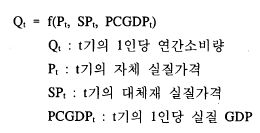 Qt = f(Pt, SPt, PCGDPt)
Qt : t기의 1인당 연간소비량
Pt : t기의 자체 실질가격
SPt : t기의 대체재 실질가격
PCGDPt : t기의 1인당 실질 GDP